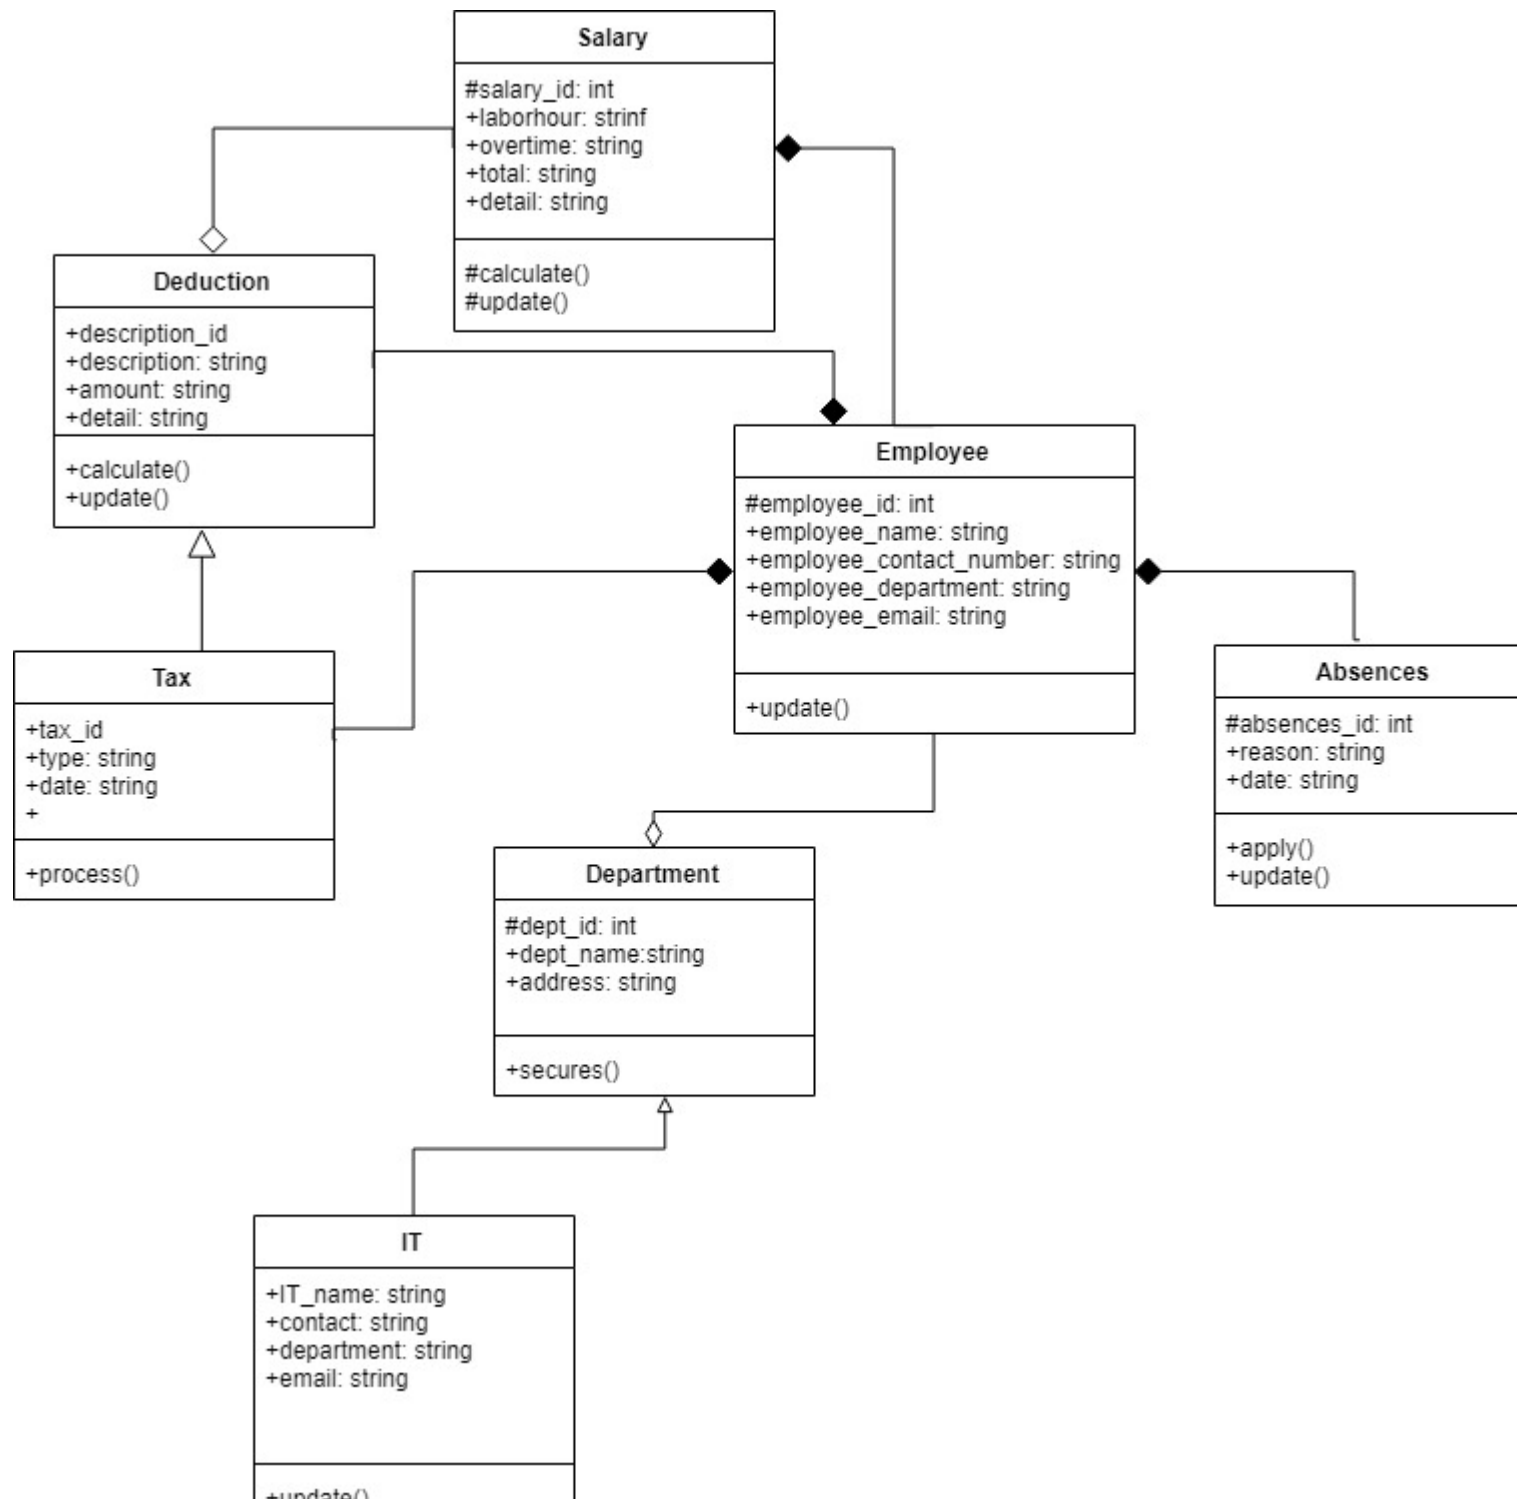 Salary
#salary_id: int
+laborhour: strinf
+overtime: string
+total: string
+detail: string
#calculate()
#update()
Deduction
+description_id
+description: string
+amount: string
+detail: string
+calculate()
+update()
Employee
#employee_id: int
+employee_name: string
+employee_contact_number: string
+employee_department: string
+employee_email: string
+update()
Tax
+tax_id
+type: string
+date: string
+
+process()
Absences
#absences_id: int
+reason: string
+date: string
+apply()
+update()
Department
#dept_id: int
+dept_name:string
+address: string
+secures()
IT
+IT_name: string
+contact: string
+department: string
+email: string
+update()